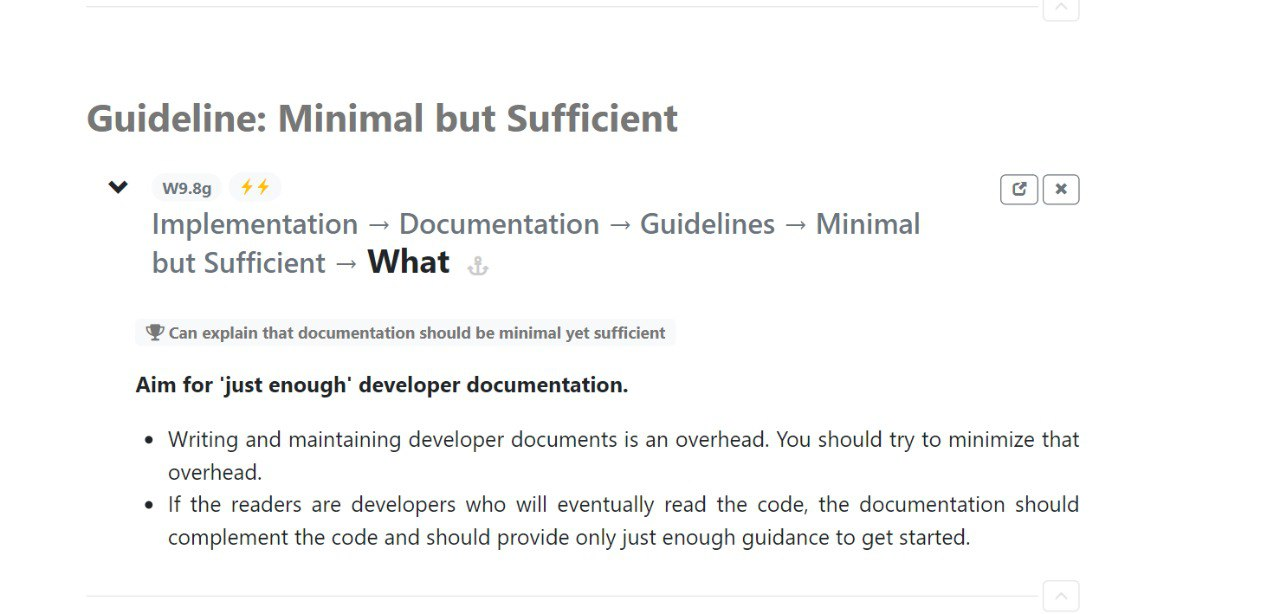 Guideline: Minimal but Sufficient
W9.8g
Implementation → Documentation → Guidelines → Minimal
but Sufficient → What
Can explain that documentation should be minimal yet sufficient
Aim for 'just enough' developer documentation.
• Writing and maintaining developer documents is an overhead. You should try to minimize that
overhead.
• If the readers are developers who will eventually read the code, the documentation should
complement the code and should provide only just enough guidance to get started.